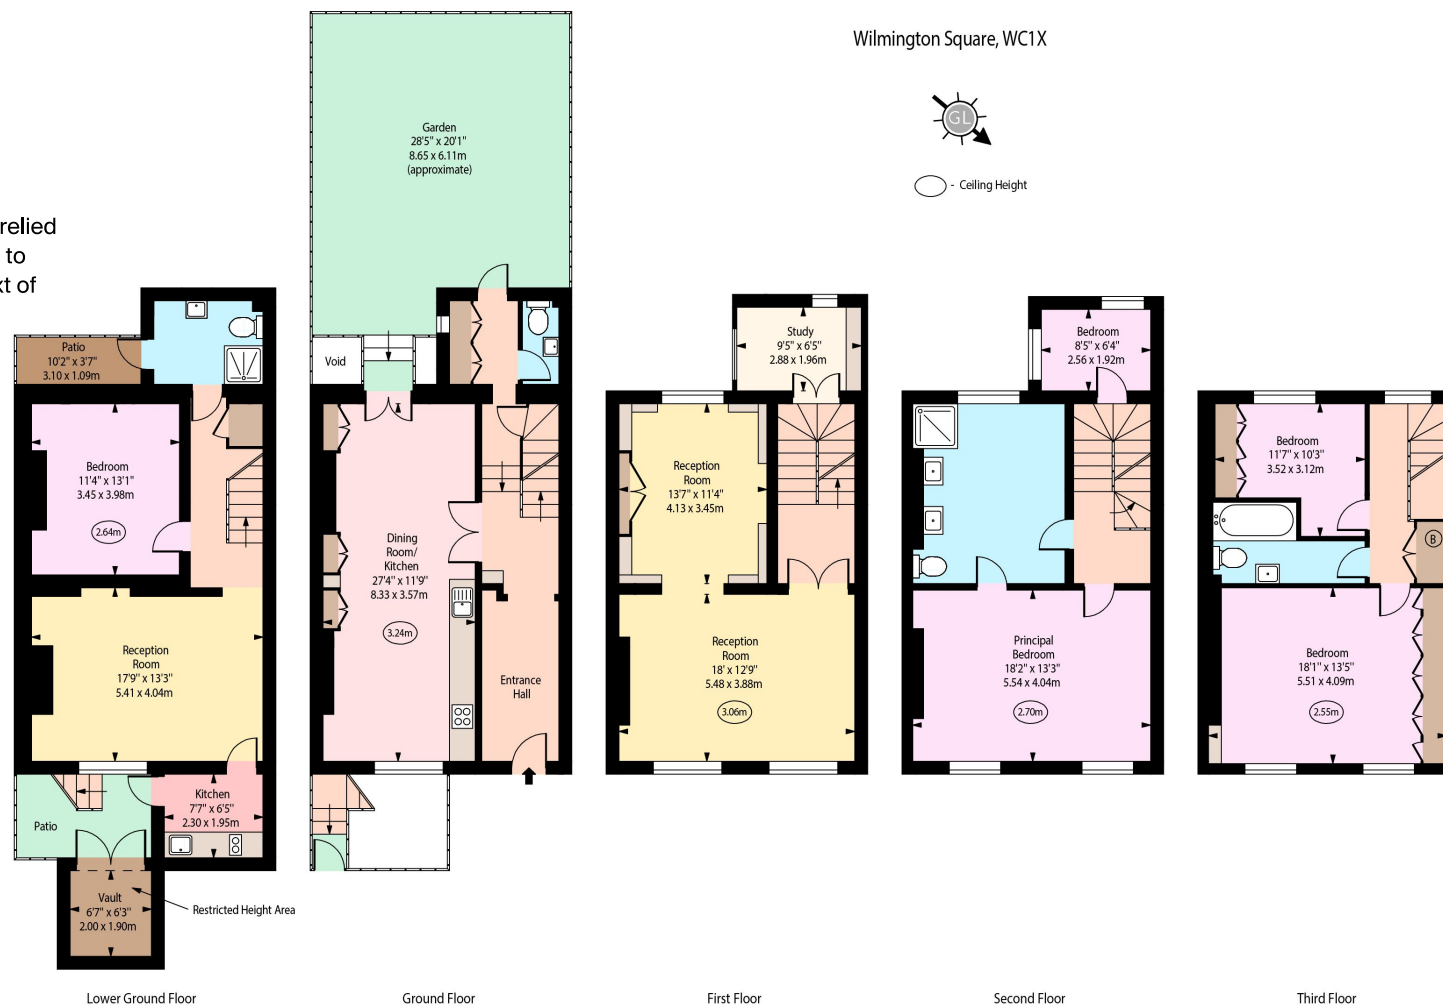 Wilmington Square, WC1X
GL
- Ceiling Height
relied
to
xt of
Garden
28'5" x 20'1"
8.65 x 6.11m
(approximate)
Patio
10'2" x 3'7"
3.10 x 1.09m
Bedroom
11'4" x 13'1"
3.45 x 3.98m
2.64m
Reception
Room
17'9" x 13'3"
5.41 x 4.04m
Kitchen
7'7" x 6'5"
2.30 x 1.95m
Patio
Vault
6'7" x 6'3"
2.00 x 1.90m
Restricted Height Area
Lower Ground Floor
Void
Dining
Room/
Kitchen
27'4" x 11'9"
8.33 x 3.57m
3.24m
Entrance
Hall
Ground Floor
Study
9'5" x 6'5"
2.88 x 1.96m
Reception
Room
13'7" x 11'4"
4.13 x 3.45m
Reception
Room
18' x 12'9"
5.48 x 3.88m
3.06m
First Floor
Bedroom
8'5" x 6'4"
2.56 x 1.92m
Principal
Bedroom
18'2" x 13'3"
5.54 x 4.04m
2.70m
Second Floor
Bedroom
11'7" x 10'3"
3.52 x 3.12m
B
Bedroom
18'1" x 13'5"
5.51 x 4.09m
2.55m
Third Floor